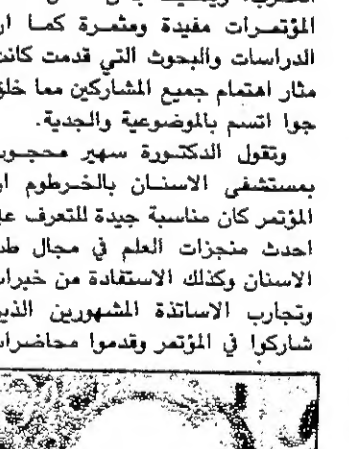 المؤتمرات مفيدة ومثمرة كما ان
الدراسات والبحوث التي قدمت كانت
مثار اهتمام جميع المشاركين مما خلق
جوا اتسم بالموضوعية والجدية.
وتقول الدكتورة سهير محجوب
بمستشفى الاسنان بالخرطوم ان
المؤتمر كان مناسبة جيدة للتعرف على
احدث منجزات العلم في مجال طب
الاسنان وكذلك الاستفادة من خبرات
وتجارب الاساتذة المشهورين الذين
شاركوا في المؤتمر وقدموا محاضرات